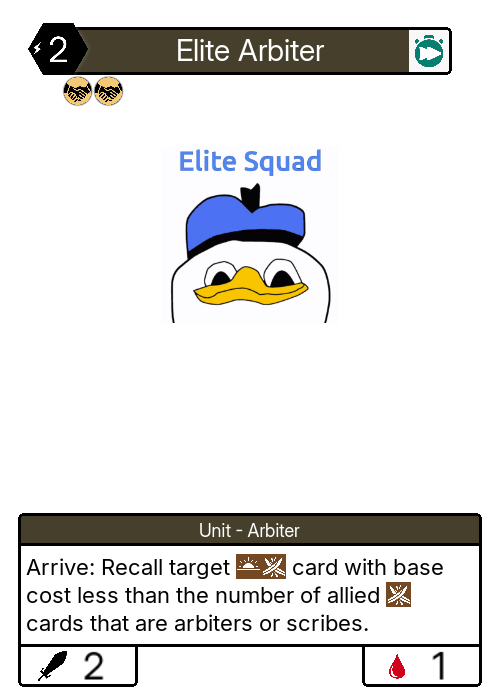 2
Elite Arbiter
Elite Squad
Unit - Arbiter
Arrive: Recall target card with base
cost less than the number of allied
cards that are arbiters or scribes.
2
1